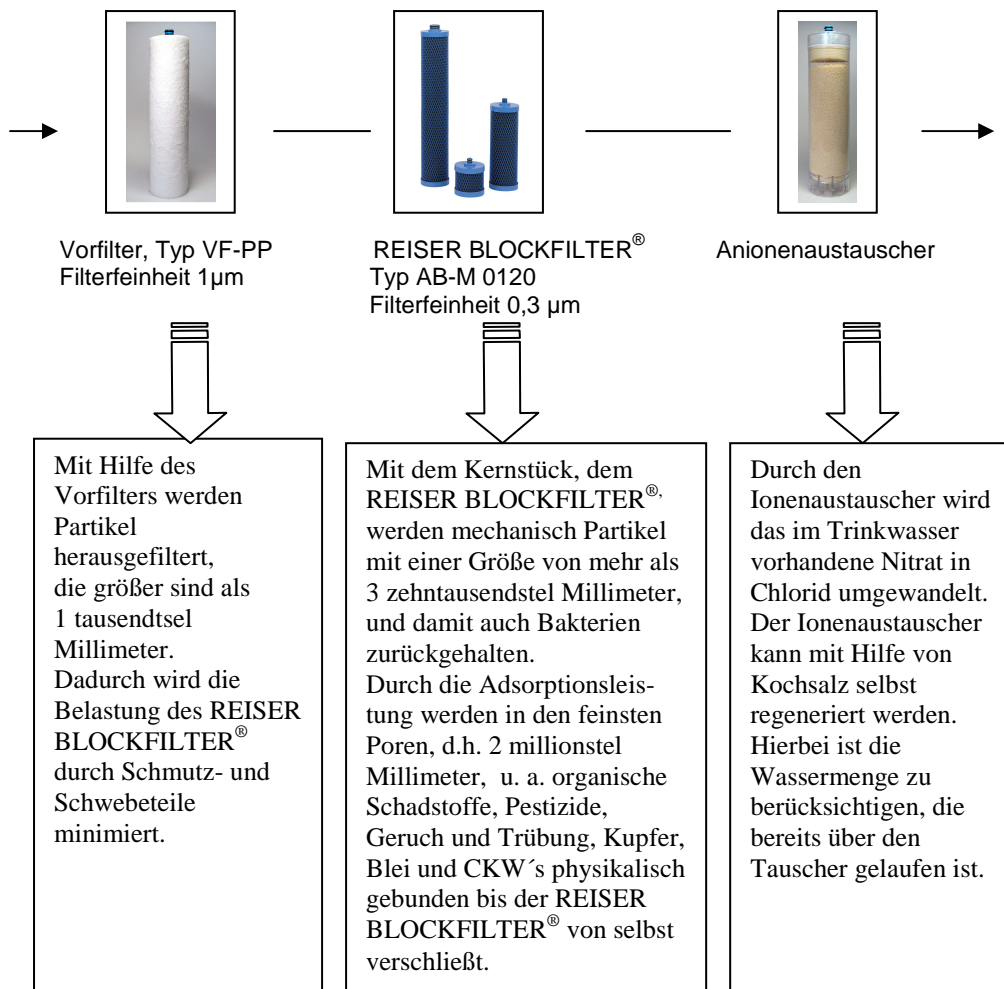 Vorfilter, Typ VF-PP
Filterfeinheit 1µm
REISER BLOCKFILTER®
Typ AB-M 0120
Filterfeinheit 0,3 µm
Anionenaustauscher
Mit Hilfe des
Vorfilters werden
Partikel
herausgefiltert,
die größer sind als
1 tausendtsel
Millimeter.
Dadurch wird die
Belastung des REISER
BLOCKFILTER®
durch Schmutz- und
Schwebeteile
minimiert.
Mit dem Kernstück, dem
REISER BLOCKFILTER®,
werden mechanisch Partikel
mit einer Größe von mehr als
3 zehntausendstel Millimeter,
und damit auch Bakterien
zurückgehalten.
Durch die Adsorptionsleis-
tung werden in den feinsten
Poren, d.h. 2 millionstel
Millimeter, u. a. organische
Schadstoffe, Pestizide,
Geruch und Trübung, Kupfer,
Blei und CKW´s physikalisch
gebunden bis der REISER
BLOCKFILTER® von selbst
verschließt.
Durch den
Ionenaustauscher wird
das im Trinkwasser
vorhandene Nitrat in
Chlorid umgewandelt.
Der Ionenaustauscher
kann mit Hilfe von
Kochsalz selbst
regeneriert werden.
Hierbei ist die
Wassermenge zu
berücksichtigen, die
bereits über den
Tauscher gelaufen ist.